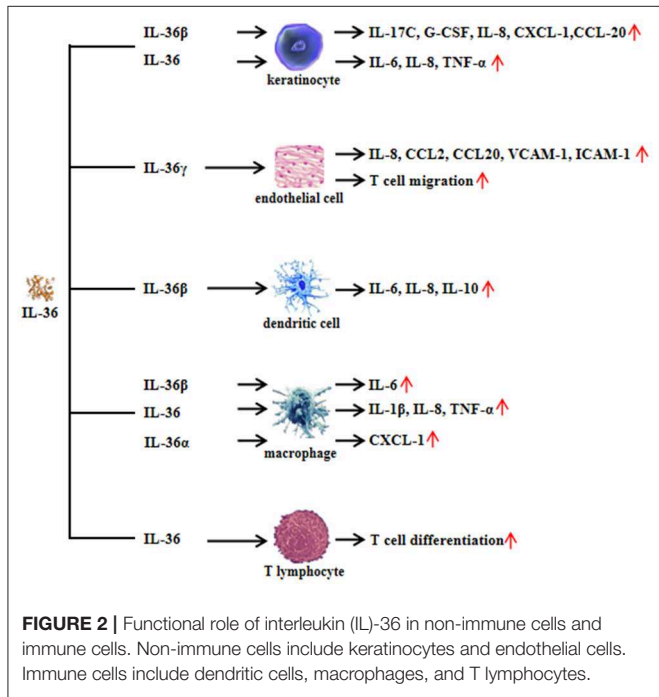 IL-36β → IL-17C, G-CSF, IL-8, CXCL-1,CCL-20 ↑
IL-36 → IL-6, IL-8, TNF-α ↑
keratinocyte
IL-36γ → IL-8, CCL2, CCL20, VCAM-1, ICAM-1 ↑
T cell migration ↑
endothelial cell
IL-36
IL-36β → IL-6, IL-8, IL-10 ↑
dendritic cell
IL-36β → IL-6 ↑
IL-36 → IL-1β, IL-8, TNF-α ↑
IL-36α → CXCL-1 ↑
macrophage
IL-36 → T cell differentiation ↑
T lymphocyte
FIGURE 2 | Functional role of interleukin (IL)-36 in non-immune cells and
immune cells. Non-immune cells include keratinocytes and endothelial cells.
Immune cells include dendritic cells, macrophages, and T lymphocytes.